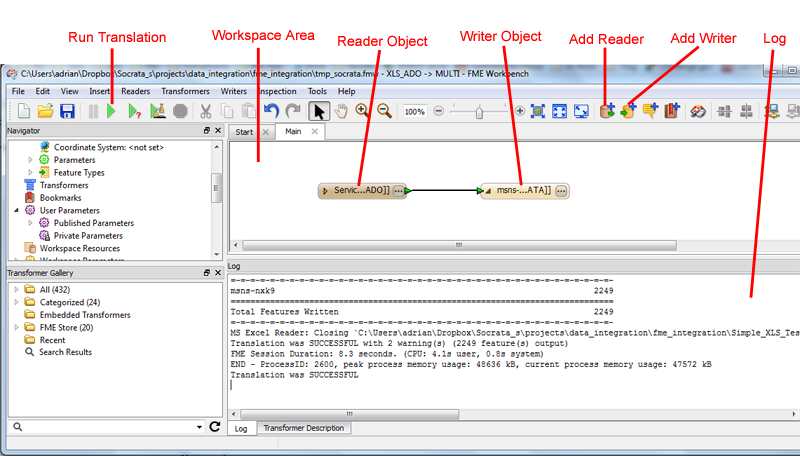 Run Translation
Workspace Area
Reader Object
Writer Object
Add Reader
Add Writer
Log
C:\Users\adrian\Dropbox\Socrata_s\projects\data_integration\fme_integration\tmp_socrata.fmw - XLS_ADO -> MULTI - FME Workbench
File Edit View Insert Readers Transformers Writers Inspection Tools Help
100%
Navigator
Start
Main
Coordinate System: <not set>
Parameters
Feature Types
Transformers
Bookmarks
User Parameters
Published Parameters
Private Parameters
Workspace Resources
Workspace Parameters
Servic...ADO]]
msns-...ATA]]
Transformer Gallery
All (432)
Categorized (24)
Embedded Transformers
FME Store (20)
Recent
Search Results
Log
=-=-=-=-=-=-=-=-=-=-=-=-=-=-=-=-=-=-=-=-=-=-=-=-=-=-=-=-=-=-=-=-=-=-=-=-=-=-
msns-nxk9 2249
==============================================================================
Total Features Written 2249
=-=-=-=-=-=-=-=-=-=-=-=-=-=-=-=-=-=-=-=-=-=-=-=-=-=-=-=-=-=-=-=-=-=-=-=-=-=-
MS Excel Reader: Closing `C:\Users\adrian\Dropbox\Socrata_s\projects\data_integration\fme_integration\Simple_XLS_Tes
Translation was SUCCESSFUL with 2 warning(s) (2249 feature(s) output)
FME Session Duration: 8.3 seconds. (CPU: 4.1s user, 0.8s system)
END - ProcessID: 2600, peak process memory usage: 48636 kB, current process memory usage: 47572 kB
Translation was SUCCESSFUL
Log
Transformer Description